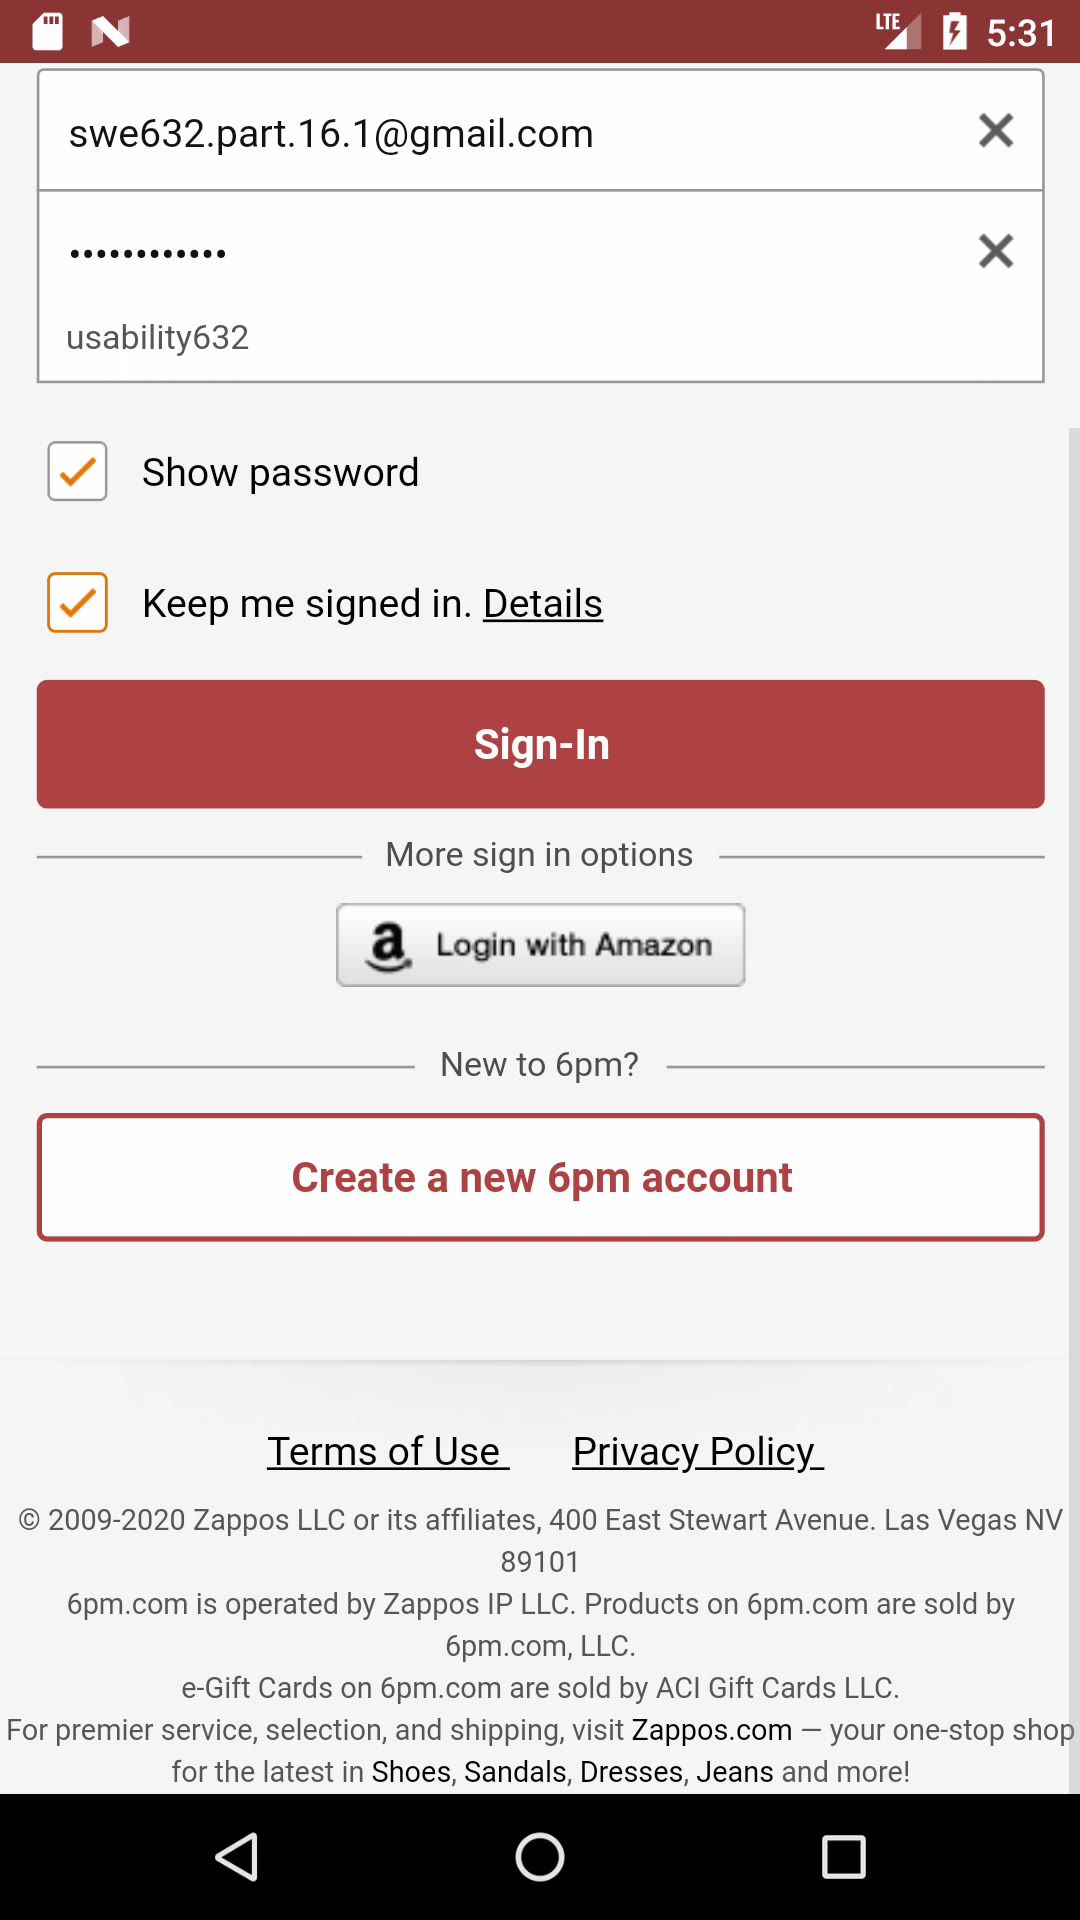 LTE 5:31
swe632.part.16.1@gmail.com
••••••••••••
usability632
Show password
Keep me signed in. Details
Sign-In
More sign in options
a Login with Amazon
New to 6pm?
Create a new 6pm account
Terms of Use Privacy Policy
© 2009-2020 Zappos LLC or its affiliates, 400 East Stewart Avenue. Las Vegas NV
89101
6pm.com is operated by Zappos IP LLC. Products on 6pm.com are sold by
6pm.com, LLC.
e-Gift Cards on 6pm.com are sold by ACI Gift Cards LLC.
For premier service, selection, and shipping, visit Zappos.com — your one-stop shop
for the latest in Shoes, Sandals, Dresses, Jeans and more!